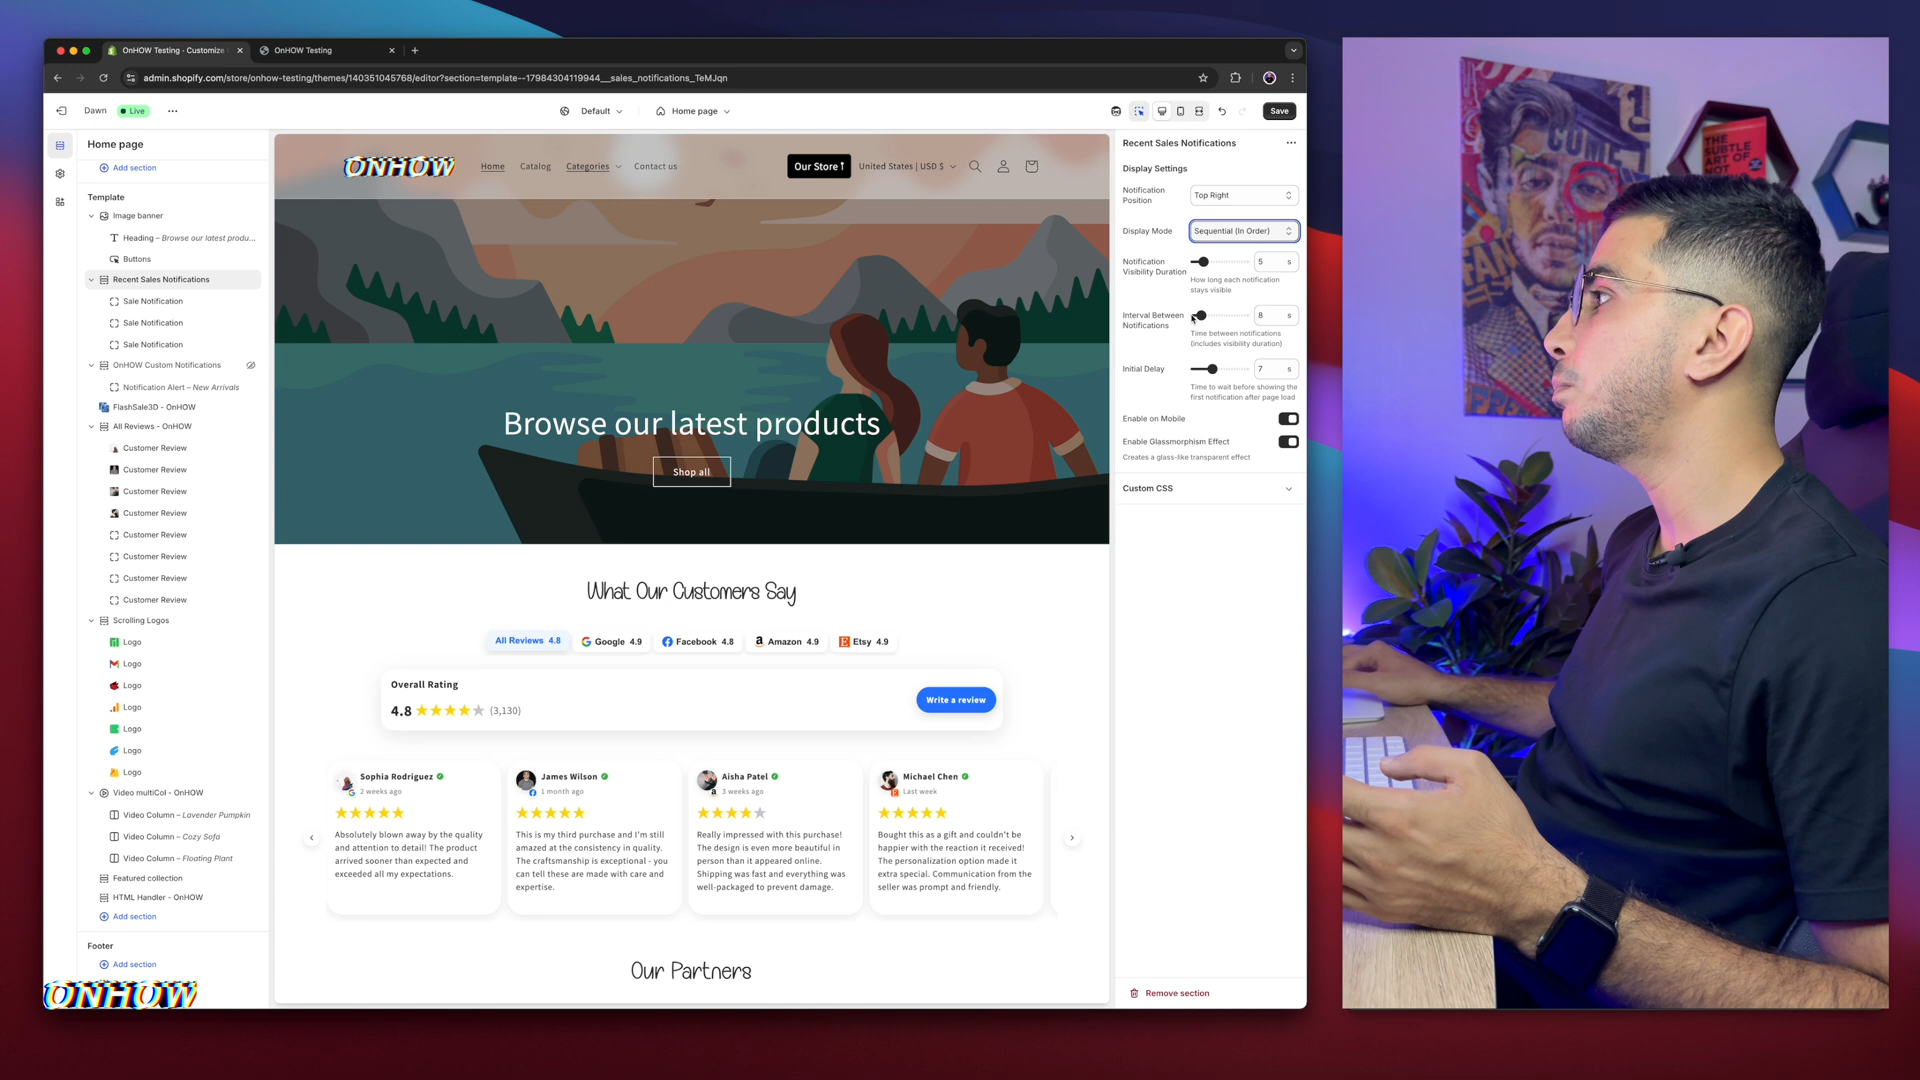 OnHOW Testing · Customize
OnHOW Testing
admin.shopify.com/store/onhow-testing/themes/140351045768/editor?section=template--17984304119944__sales_notifications_TeMJqn
Dawn
Live
Default
Home page
Save
Home page
Add section
Template
Image banner
Heading – Browse our latest produ...
Buttons
Recent Sales Notifications
Sale Notification
Sale Notification
Sale Notification
OnHOW Custom Notifications
Notification Alert – New Arrivals
FlashSale3D - OnHOW
All Reviews - OnHOW
Customer Review
Customer Review
Customer Review
Customer Review
Customer Review
Customer Review
Customer Review
Customer Review
Scrolling Logos
Logo
Logo
Logo
Logo
Logo
Logo
Logo
Video multiCol - OnHOW
Video Column – Lavender Pumpkin
Video Column – Cozy Sofa
Video Column – Floating Plant
Featured collection
HTML Handler - OnHOW
Add section
Footer
Add section
ONHOW
ONHOW
Home
Catalog
Categories
Contact us
Our Store↑
United States | USD $
Browse our latest products
Shop all
What Our Customers Say
All Reviews 4.8
Google 4.9
Facebook 4.8
Amazon 4.9
Etsy 4.9
Overall Rating
4.8 ★★★★★ (3,130)
Write a review
Sophia Rodriguez
2 weeks ago
Absolutely blown away by the quality
and attention to detail! The product
arrived sooner than expected and
exceeded all my expectations.
James Wilson
1 month ago
This is my third purchase and I'm still
amazed at the consistency in quality.
The craftsmanship is exceptional - you
can tell these are made with care and
expertise.
Aisha Patel
3 weeks ago
Really impressed with this purchase!
The design is even more beautiful in
person than it appeared online.
Shipping was fast and everything was
well-packaged to prevent damage.
Michael Chen
Last week
Bought this as a gift and couldn't be
happier with the reaction it received!
The personalization option made it
extra special. Communication from the
seller was prompt and friendly.
Our Partners
Recent Sales Notifications
Display Settings
Notification
Position
Top Right
Display Mode
Sequential (In Order)
Notification
Visibility Duration
5 s
How long each notification
stays visible
Interval Between
Notifications
8 s
Time between notifications
(includes visibility duration)
Initial Delay
7 s
Time to wait before showing the
first notification after page load
Enable on Mobile
Enable Glassmorphism Effect
Creates a glass-like transparent effect
Custom CSS
Remove section
COME
FAN
THE
SUBTLE
ART OF